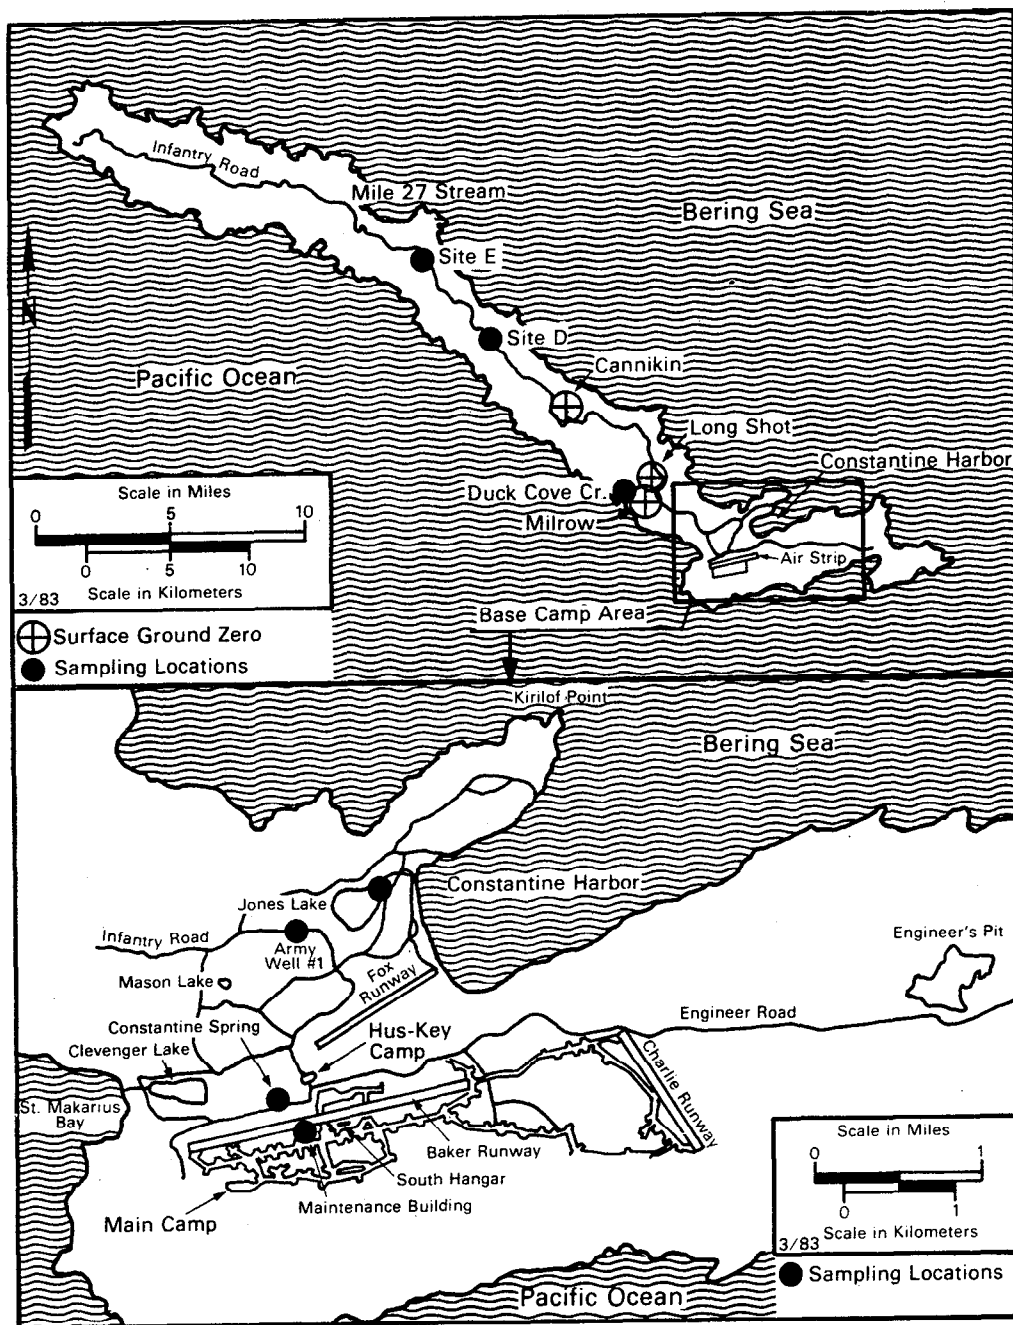 Infantry Road
Mile 27 Stream
Bering Sea
Site E
N
Site D
Pacific Ocean
Cannikin
Long Shot
Constantine Harbor
Duck Cove Cr.
Milrow
Air Strip
Scale in Miles
0 5 10
0 5 10
3/83 Scale in Kilometers
Base Camp Area
Surface Ground Zero
Sampling Locations
Kirilof Point
Bering Sea
Constantine Harbor
Jones Lake
Infantry Road
Army
Well #1
Engineer's Pit
Mason Lake
Fox
Runway
Constantine Spring
Hus-Key
Camp
Engineer Road
Clevenger Lake
Charlie Runway
St. Makarius
Bay
Baker Runway
South Hangar
Maintenance Building
Main Camp
Scale in Miles
0 1
0 1
Scale in Kilometers
3/83
Sampling Locations
Pacific Ocean